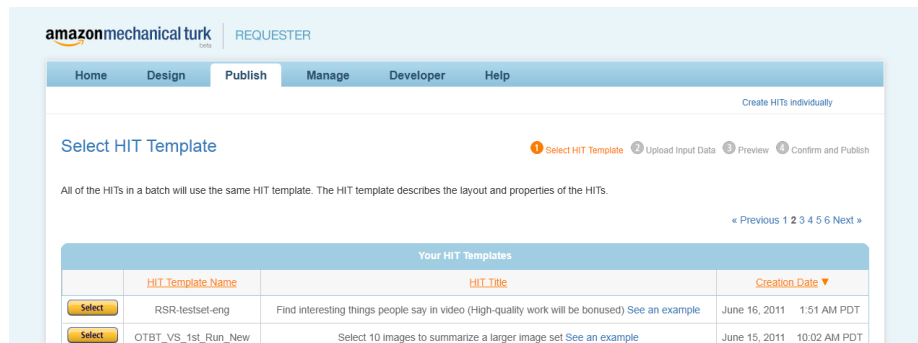 amazonmechanical turk
beta
REQUESTER
Home Design Publish Manage Developer Help
Create HITs individually
Select HIT Template
1 Select HIT Template 2 Upload Input Data 3 Preview 4 Confirm and Publish
All of the HITs in a batch will use the same HIT template. The HIT template describes the layout and properties of the HITs.
« Previous 1 2 3 4 5 6 Next »
Your HIT Templates
HIT Template Name HIT Title Creation Date ▼
Select RSR-testset-eng Find interesting things people say in video (High-quality work will be bonused) See an example June 16, 2011 1:51 AM PDT
Select OTBT_VS_1st_Run_New Select 10 images to summarize a larger image set See an example June 15, 2011 10:02 AM PDT